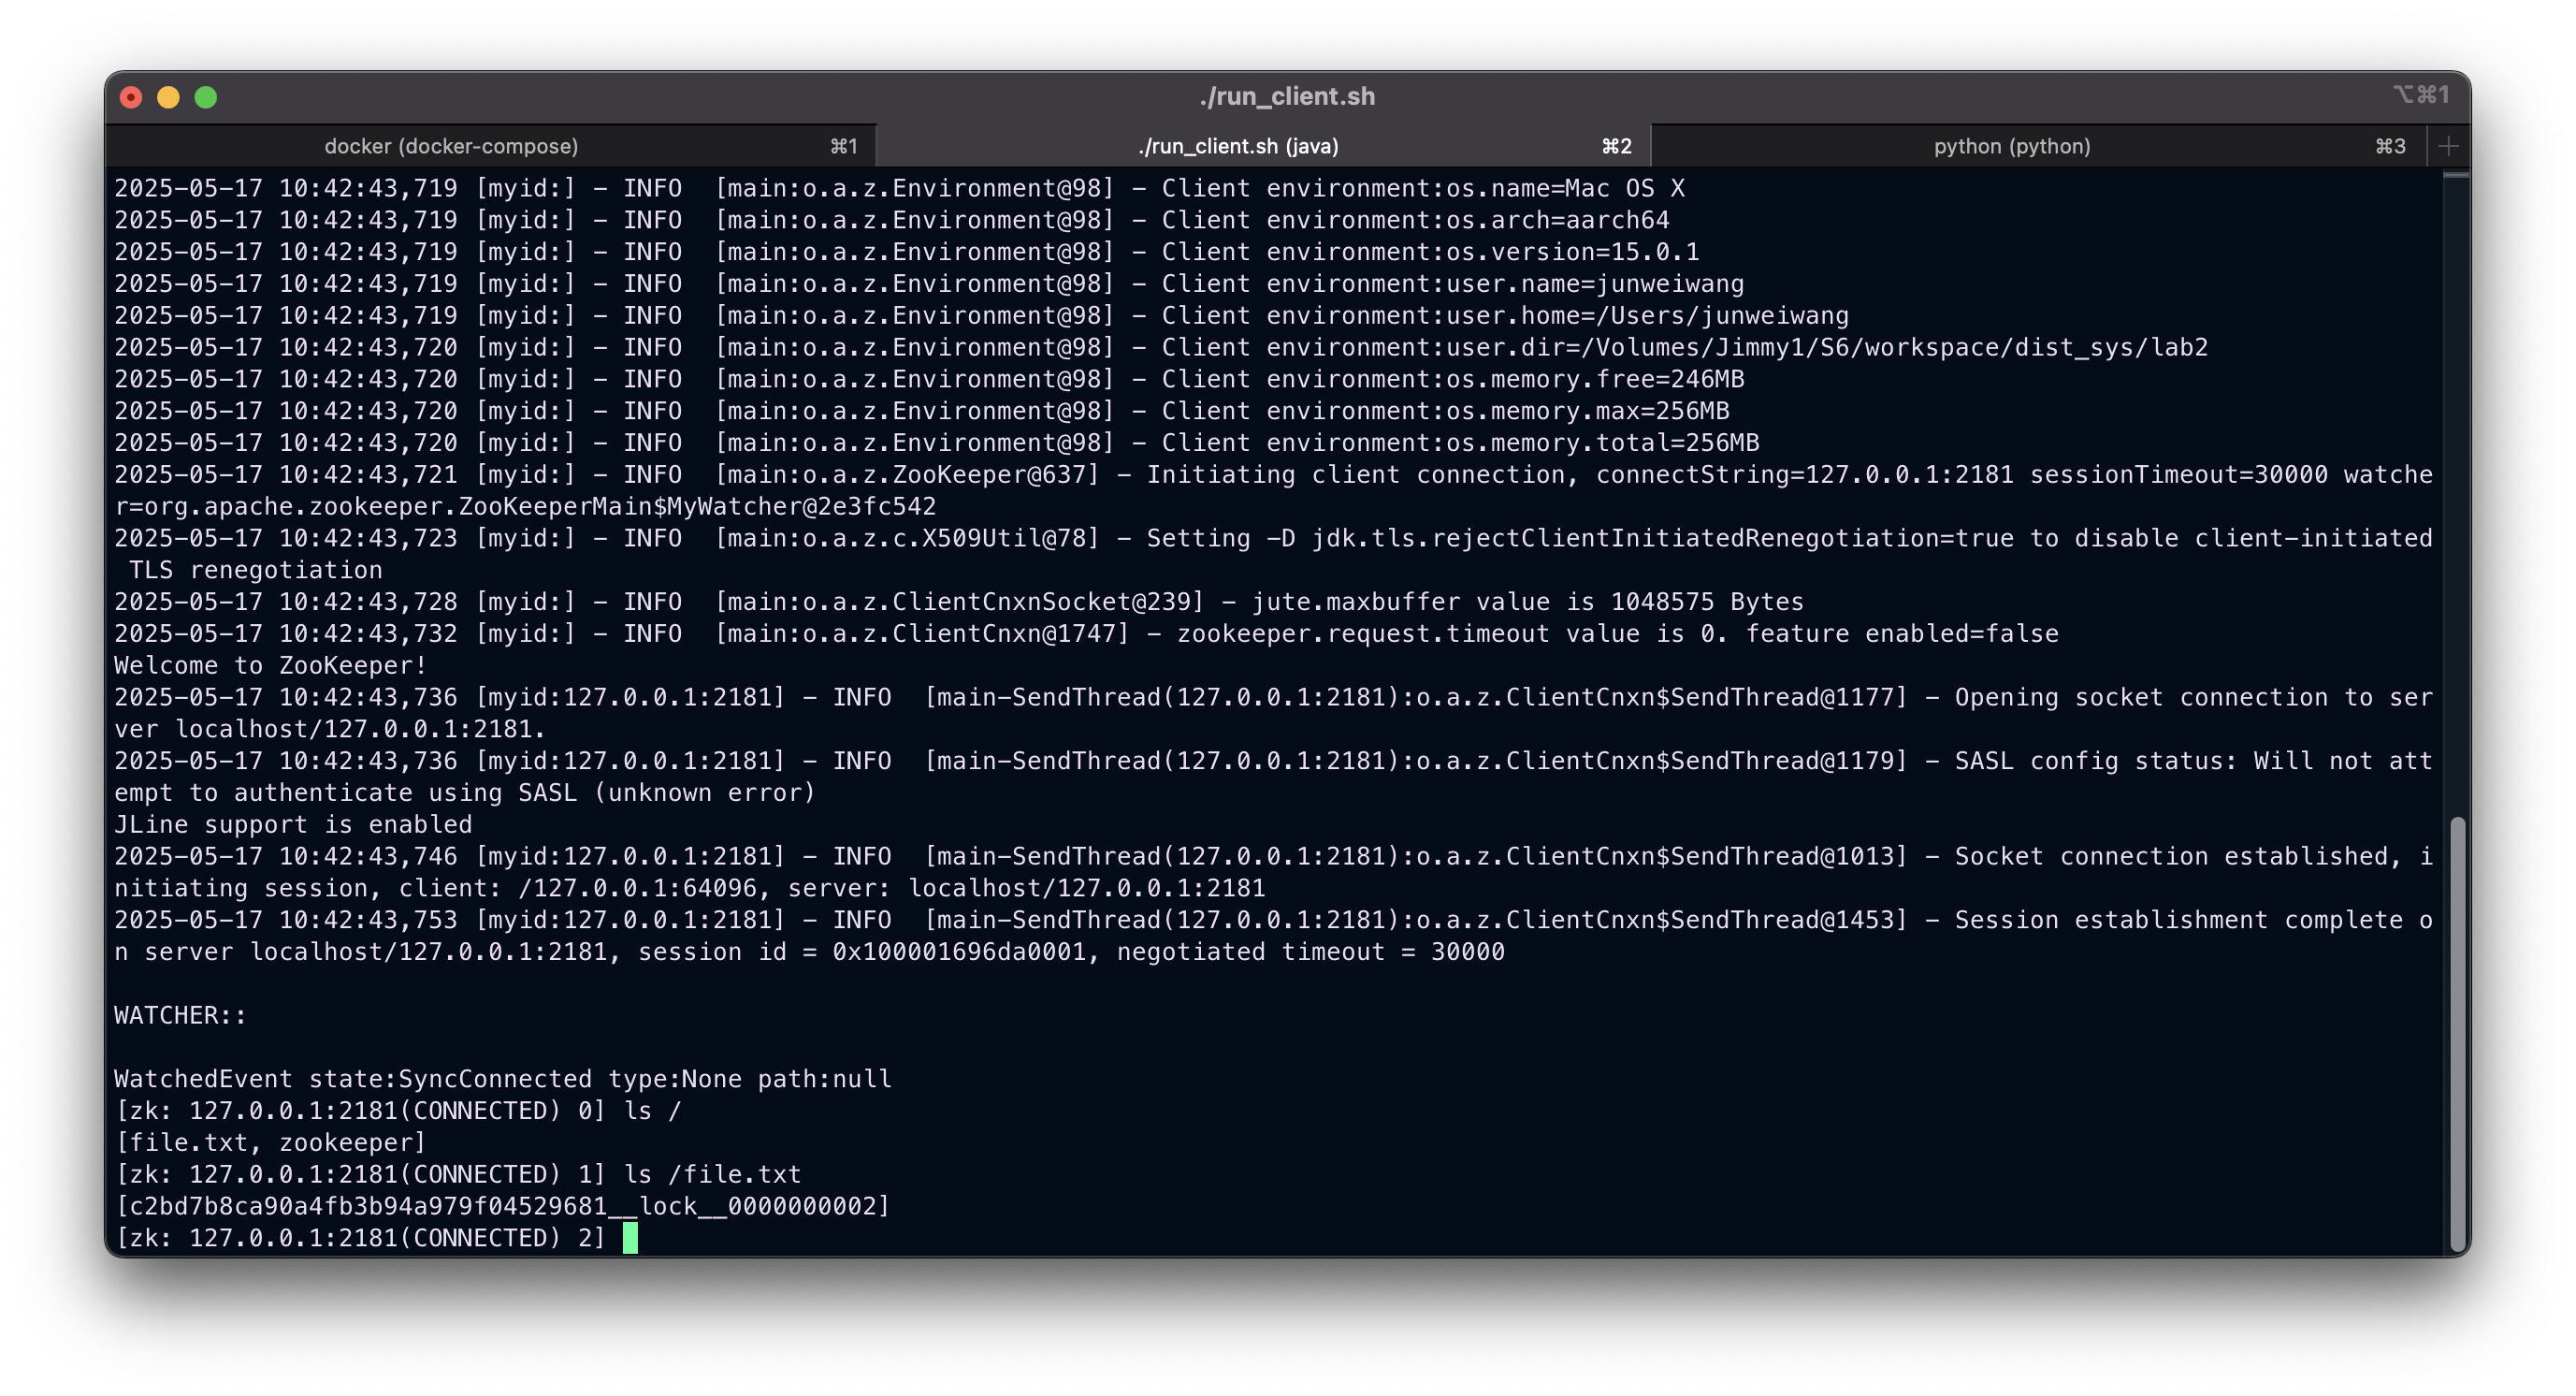 ./run_client.sh
⌥⌘1
docker (docker-compose) ⌘1
./run_client.sh (java) ⌘2
python (python) ⌘3
2025-05-17 10:42:43,719 [myid:] - INFO  [main:o.a.z.Environment@98] - Client environment:os.name=Mac OS X
2025-05-17 10:42:43,719 [myid:] - INFO  [main:o.a.z.Environment@98] - Client environment:os.arch=aarch64
2025-05-17 10:42:43,719 [myid:] - INFO  [main:o.a.z.Environment@98] - Client environment:os.version=15.0.1
2025-05-17 10:42:43,719 [myid:] - INFO  [main:o.a.z.Environment@98] - Client environment:user.name=junweiwang
2025-05-17 10:42:43,719 [myid:] - INFO  [main:o.a.z.Environment@98] - Client environment:user.home=/Users/junweiwang
2025-05-17 10:42:43,720 [myid:] - INFO  [main:o.a.z.Environment@98] - Client environment:user.dir=/Volumes/Jimmy1/S6/workspace/dist_sys/lab2
2025-05-17 10:42:43,720 [myid:] - INFO  [main:o.a.z.Environment@98] - Client environment:os.memory.free=246MB
2025-05-17 10:42:43,720 [myid:] - INFO  [main:o.a.z.Environment@98] - Client environment:os.memory.max=256MB
2025-05-17 10:42:43,720 [myid:] - INFO  [main:o.a.z.Environment@98] - Client environment:os.memory.total=256MB
2025-05-17 10:42:43,721 [myid:] - INFO  [main:o.a.z.ZooKeeper@637] - Initiating client connection, connectString=127.0.0.1:2181 sessionTimeout=30000 watche
r=org.apache.zookeeper.ZooKeeperMain$MyWatcher@2e3fc542
2025-05-17 10:42:43,723 [myid:] - INFO  [main:o.a.z.c.X509Util@78] - Setting -D jdk.tls.rejectClientInitiatedRenegotiation=true to disable client-initiated
 TLS renegotiation
2025-05-17 10:42:43,728 [myid:] - INFO  [main:o.a.z.ClientCnxnSocket@239] - jute.maxbuffer value is 1048575 Bytes
2025-05-17 10:42:43,732 [myid:] - INFO  [main:o.a.z.ClientCnxn@1747] - zookeeper.request.timeout value is 0. feature enabled=false
Welcome to ZooKeeper!
2025-05-17 10:42:43,736 [myid:127.0.0.1:2181] - INFO  [main-SendThread(127.0.0.1:2181):o.a.z.ClientCnxn$SendThread@1177] - Opening socket connection to ser
ver localhost/127.0.0.1:2181.
2025-05-17 10:42:43,736 [myid:127.0.0.1:2181] - INFO  [main-SendThread(127.0.0.1:2181):o.a.z.ClientCnxn$SendThread@1179] - SASL config status: Will not att
empt to authenticate using SASL (unknown error)
JLine support is enabled
2025-05-17 10:42:43,746 [myid:127.0.0.1:2181] - INFO  [main-SendThread(127.0.0.1:2181):o.a.z.ClientCnxn$SendThread@1013] - Socket connection established, i
nitiating session, client: /127.0.0.1:64096, server: localhost/127.0.0.1:2181
2025-05-17 10:42:43,753 [myid:127.0.0.1:2181] - INFO  [main-SendThread(127.0.0.1:2181):o.a.z.ClientCnxn$SendThread@1453] - Session establishment complete o
n server localhost/127.0.0.1:2181, session id = 0x100001696da0001, negotiated timeout = 30000
WATCHER::
WatchedEvent state:SyncConnected type:None path:null
[zk: 127.0.0.1:2181(CONNECTED) 0] ls /
[file.txt, zookeeper]
[zk: 127.0.0.1:2181(CONNECTED) 1] ls /file.txt
[c2bd7b8ca90a4fb3b94a979f04529681__lock__0000000002]
[zk: 127.0.0.1:2181(CONNECTED) 2]